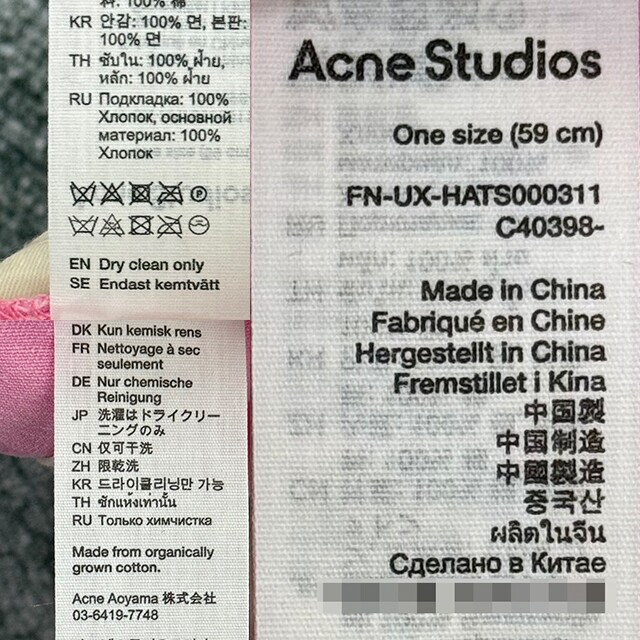 KR 안감: 100% 면, 본판:
100% 면
TH ซับใน: 100% ฝ้าย,
หลัก: 100% ฝ้าย
RU Подкладка: 100%
Хлопок, основной
материал: 100%
Хлопок
EN Dry clean only
SE Endast kemtvätt
DK Kun kemisk rens
FR Nettoyage à sec
seulement
DE Nur chemische
Reinigung
JP 洗濯はドライクリー
ニングのみ
CN 仅可干洗
ZH 限乾洗
KR 드라이클리닝만 가능
TH ซักแห้งเท่านั้น
RU Только химчистка
Made from organically
grown cotton.
Acne Aoyama 株式会社
03-6419-7748
Acne Studios
One size (59 cm)
FN-UX-HATS000311
C40398-
Made in China
Fabriqué en Chine
Hergestellt in China
Fremstillet i Kina
中国製
中国制造
中國製造
중국산
ผลิตในจีน
Сделано в Китае